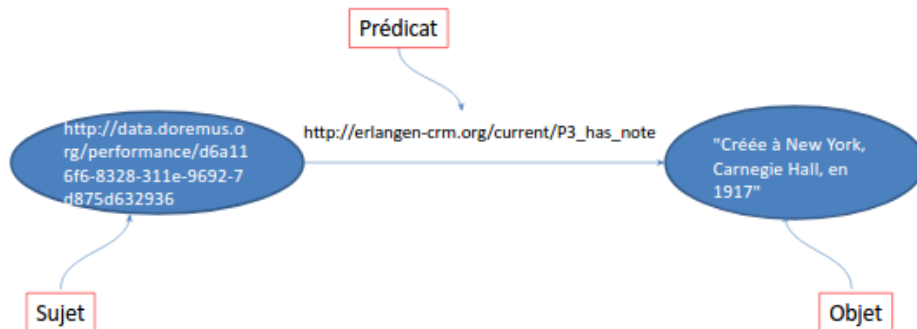 Prédicat
http://data.doremus.o
rg/performance/d6a11
6f6-8328-311e-9692-7
d875d632936
http://erlangen-crm.org/current/P3_has_note
"Créée à New York,
Carnegie Hall, en
1917"
Sujet
Objet